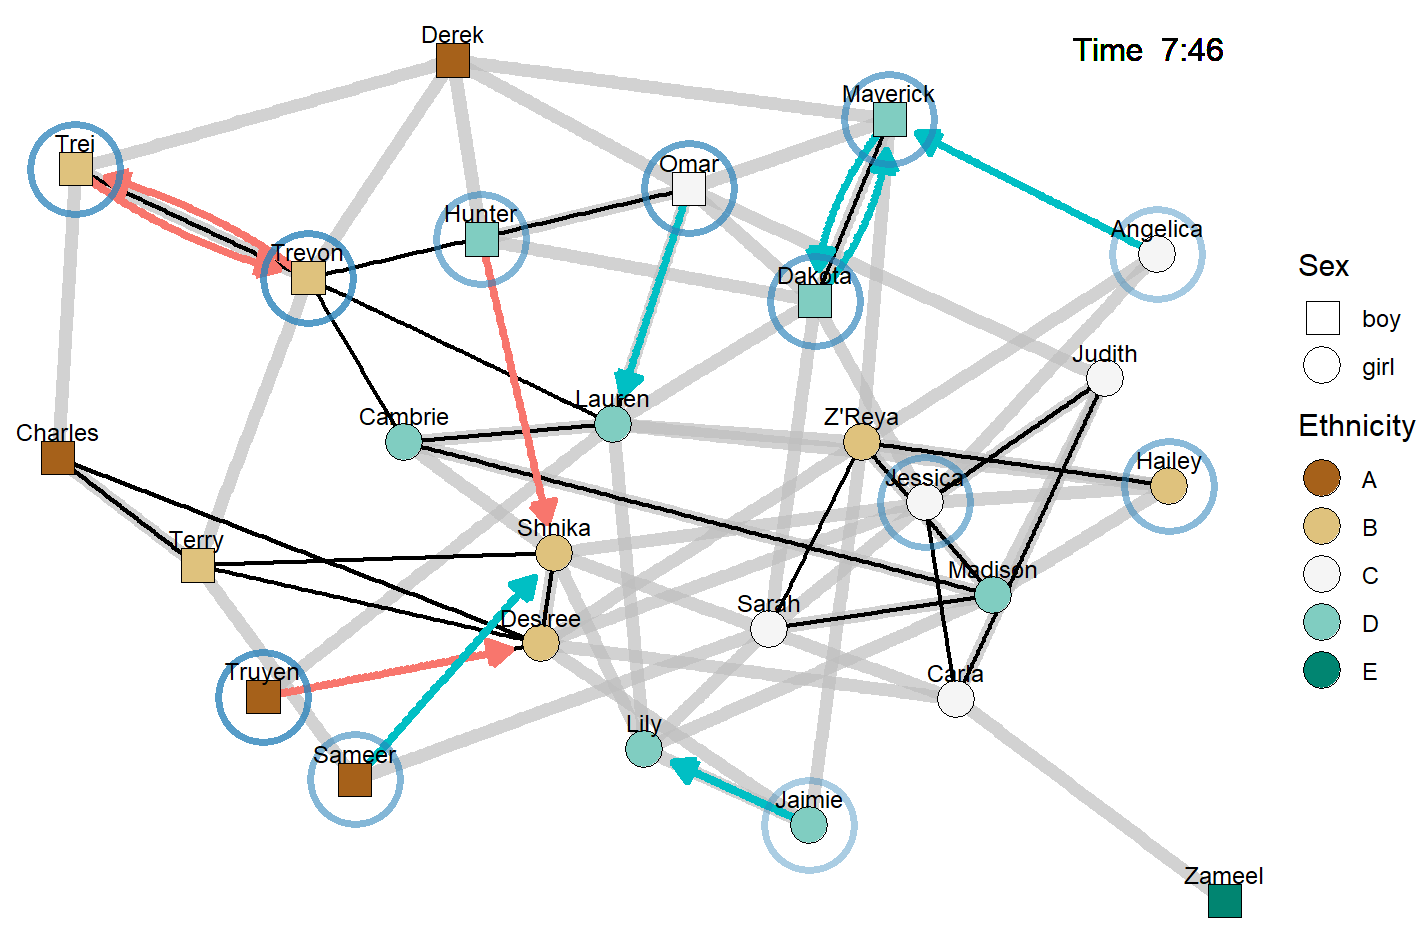 Derek
Time 7:46
Maverick
Trei
Omar
Hunter
Angelica
Trevon
Dakota
Judith
Lauren
Cambrie
Z'Reya
Charles
Hailey
Jessica
Shnika
Terry
Madison
Sarah
Desiree
Truyen
Carla
Lily
Sameer
Jaimie
Zameel
Sex
boy
girl
Ethnicity
A
B
C
D
E